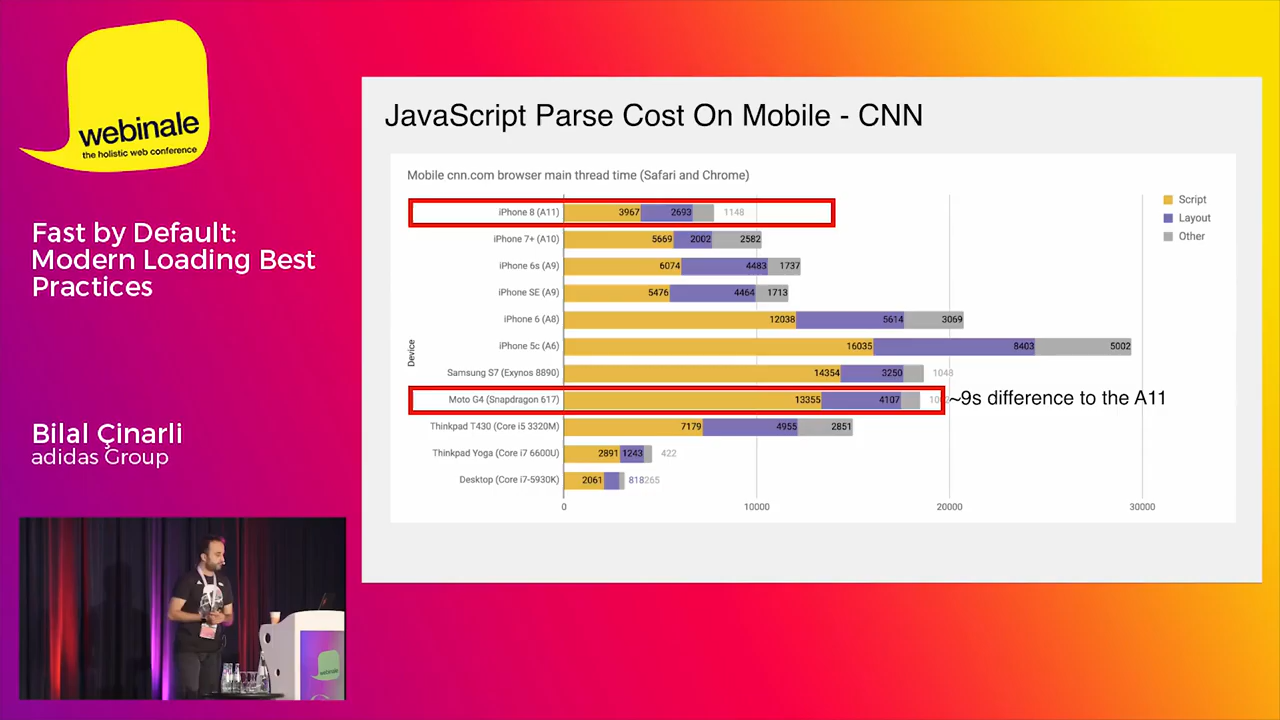 webinale
the holistic web conference
Fast by Default:
Modern Loading Best
Practices
Bilal Çinarli
adidas Group
JavaScript Parse Cost On Mobile - CNN
Mobile cnn.com browser main thread time (Safari and Chrome)
Script
Layout
Other
Device
iPhone 8 (A11) 3967 2693 1148
iPhone 7+ (A10) 5669 2002 2582
iPhone 6s (A9) 6074 4483 1737
iPhone SE (A9) 5476 4464 1713
iPhone 6 (A8) 12038 5614 3069
iPhone 5c (A6) 16035 8403 5002
Samsung S7 (Exynos 8890) 14354 3250 1048
Moto G4 (Snapdragon 617) 13355 4107
~9s difference to the A11
Thinkpad T430 (Core i5 3320M) 7179 4955 2851
Thinkpad Yoga (Core i7 6600U) 2891 1243 422
Desktop (Core i7-5930K) 2061 818 265
0 10000 20000 30000